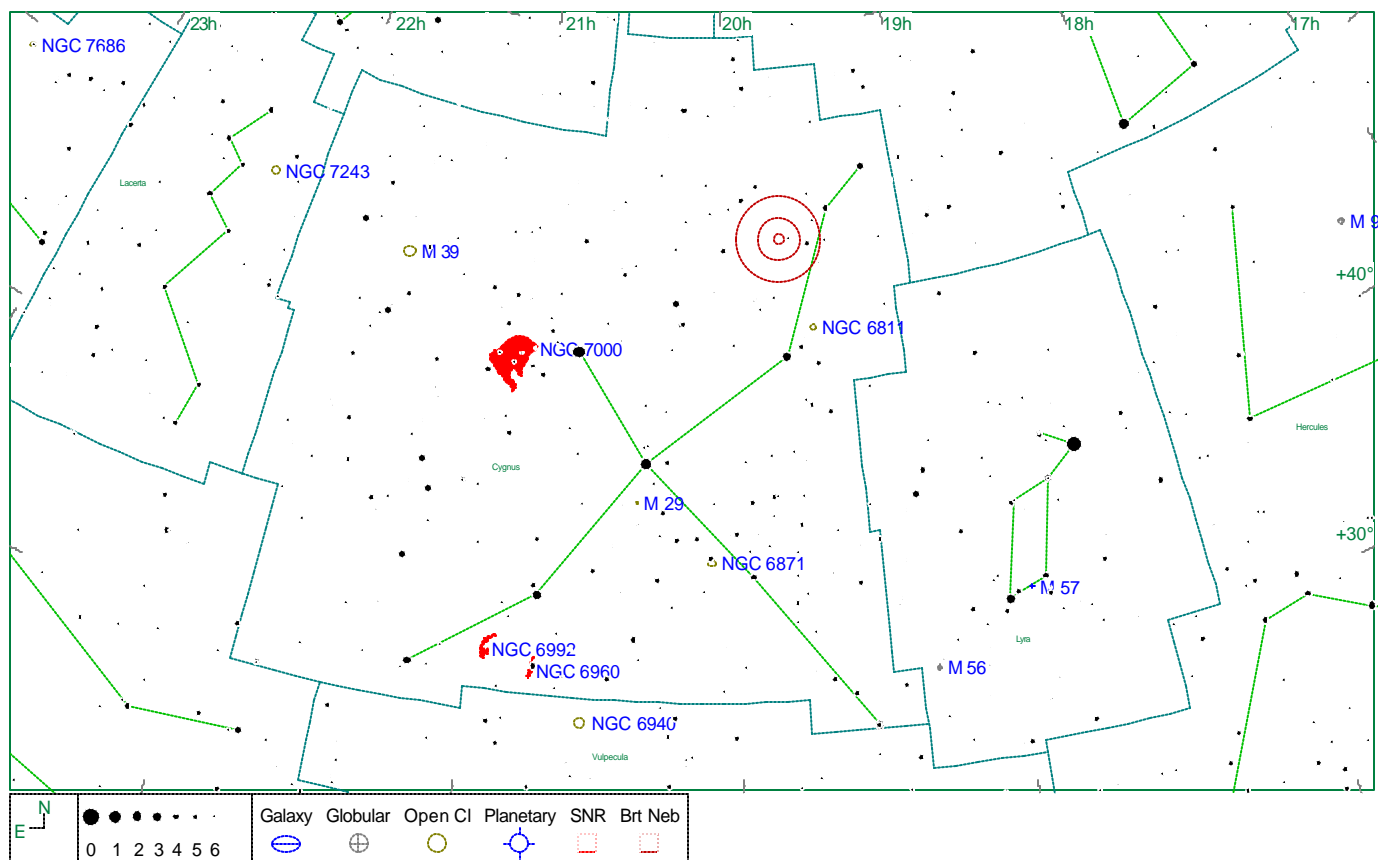 23h 22h 21h 20h 19h 18h 17h
NGC 7686
NGC 7243
Lacerta
M 39
M 9
+40°
NGC 6811
NGC 7000
Hercules
Cygnus
M 29
+30°
NGC 6871
M 57
Lyra
NGC 6992
M 56
NGC 6960
NGC 6940
Vulpecula
N
E
0 1 2 3 4 5 6
Galaxy Globular Open Cl Planetary SNR Brt Neb